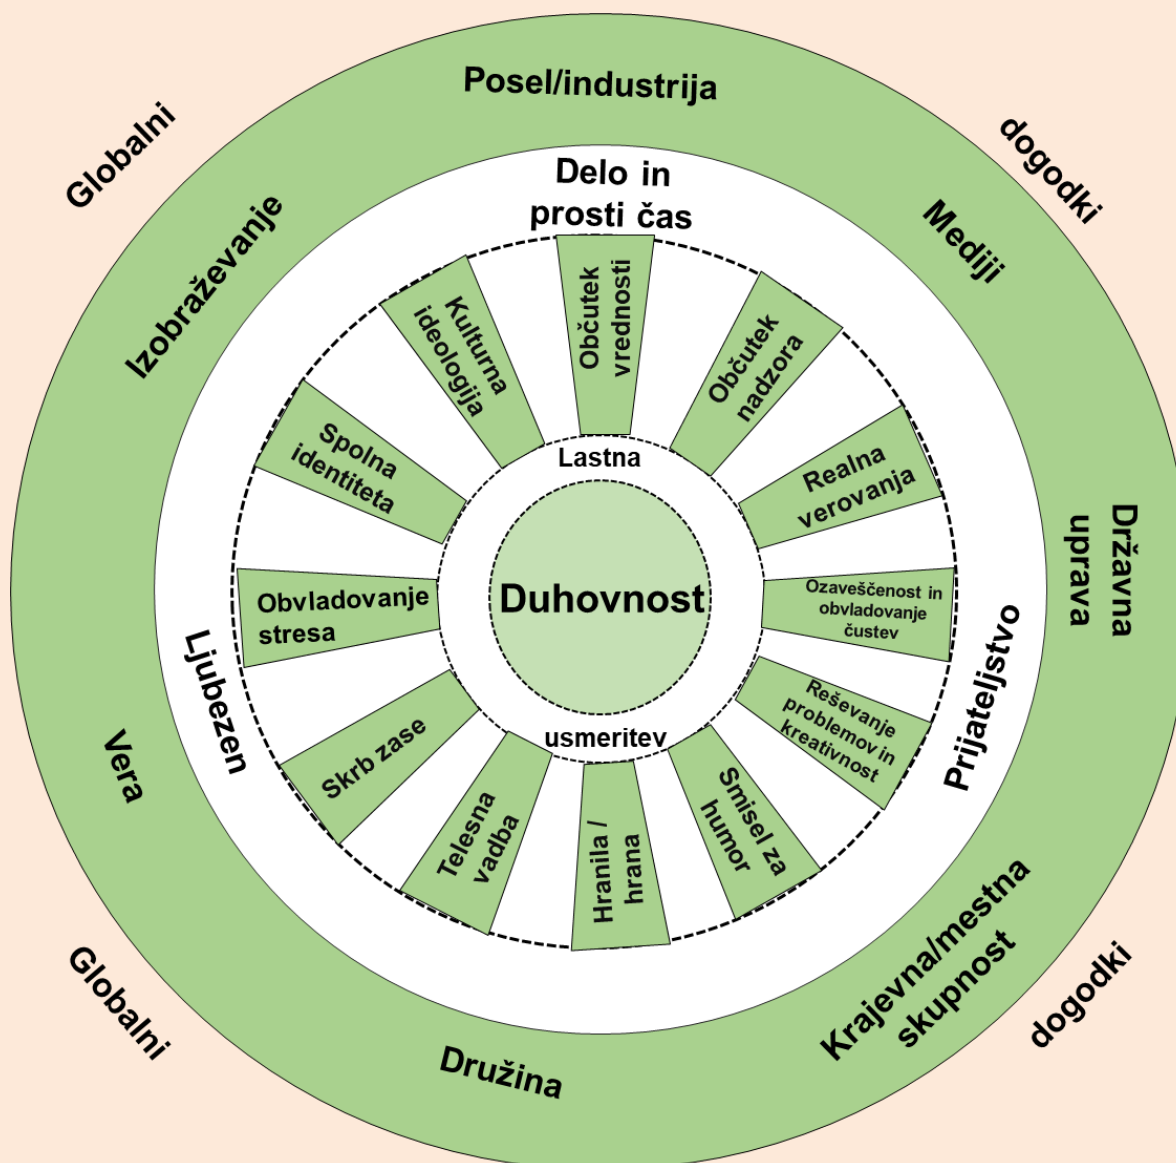 Globalni
dogodki
Posel/industrija
Mediji
Državna
uprava
Krajevna/mestna
skupnost
Družina
Vera
Izobraževanje
Delo in
prosti čas
Prijateljstvo
Ljubezen
Občutek
vrednosti
Občutek
nadzora
Realna
verovanja
Ozaveščenost in
obvladovanje
čustev
Reševanje
problemov in
kreativnost
Smisel za
humor
Hranila /
hrana
Telesna
vadba
Skrb zase
Obvladovanje
stresa
Spolna
identiteta
Kulturna
ideologija
Lastna
Duhovnost
usmeritev
Globalni
dogodki